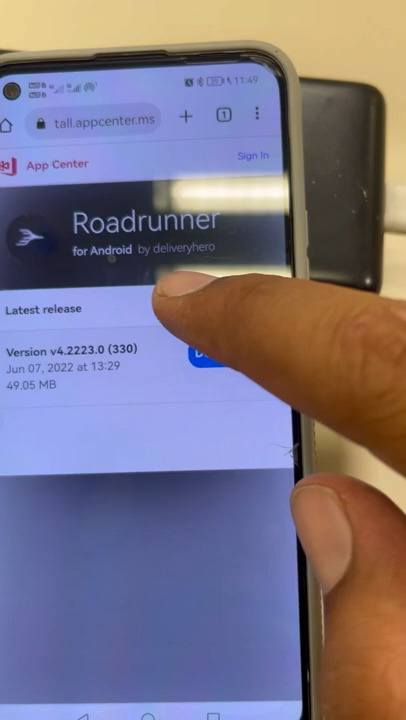 11:49
tall.appcenter.ms
1
App Center
Sign In
Roadrunner
for Android by deliveryhero
Latest release
Version v4.2223.0 (330)
Jun 07, 2022 at 13:29
49.05 MB